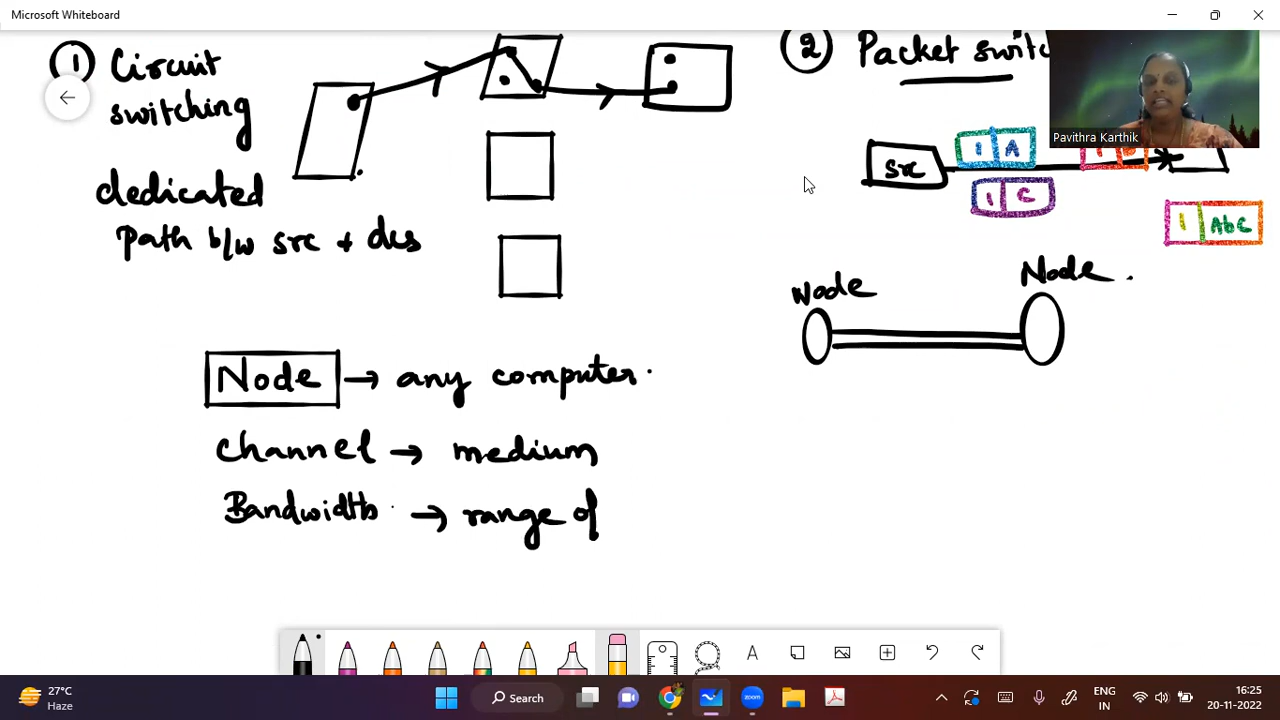 Microsoft Whiteboard
① Circuit
switching
dedicated
path b/w src + des
② Packet switc
Pavithra Karthik
src
1 A
1 C
1 AbC
Node
Node .
Node → any computer.
channel → medium
Bandwidth → range of
A
27°C
Haze
Search
zoom
ENG
IN
16:25
20-11-2022